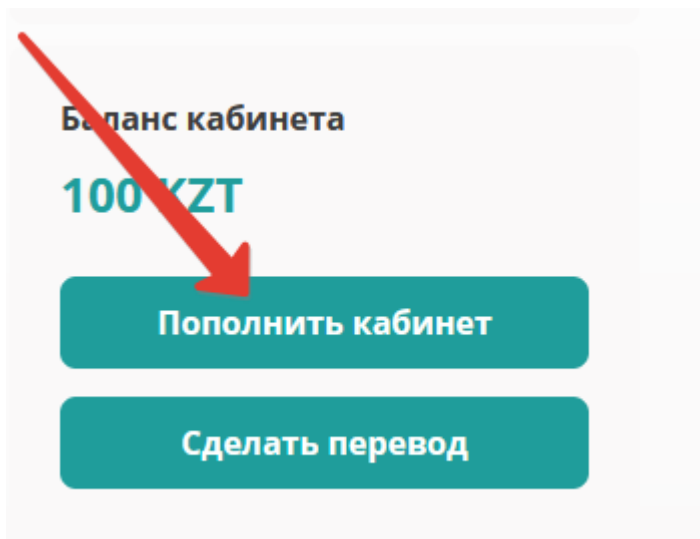 Баланс кабинета
100 KZT
Пополнить кабинет
Сделать перевод